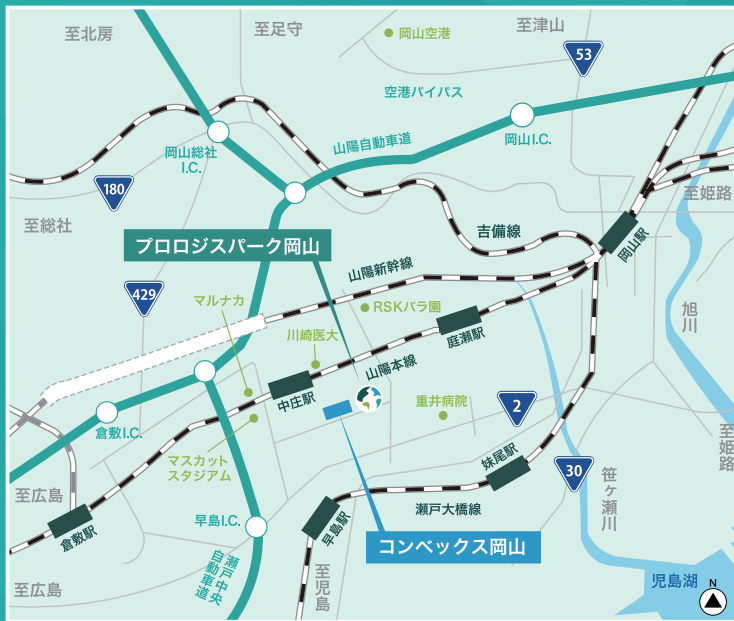 至北房
至足守
岡山空港
至津山
53
空港バイパス
山陽自動車道
岡山I.C.
岡山総社
I.C.
180
至総社
至姫路
吉備線
岡山駅
プロロジスパーク岡山
山陽新幹線
429
マルナカ
RSKバラ園
旭川
川崎医大
庭瀬駅
山陽本線
中庄駅
重井病院
2
倉敷I.C.
マスカット
スタジアム
妹尾駅
30
至姫路
笹ヶ瀬川
至広島
倉敷駅
早島I.C.
早島駅
瀬戸大橋線
コンベックス岡山
瀬戸中央
自動車道
至児島
至広島
児島湖
N